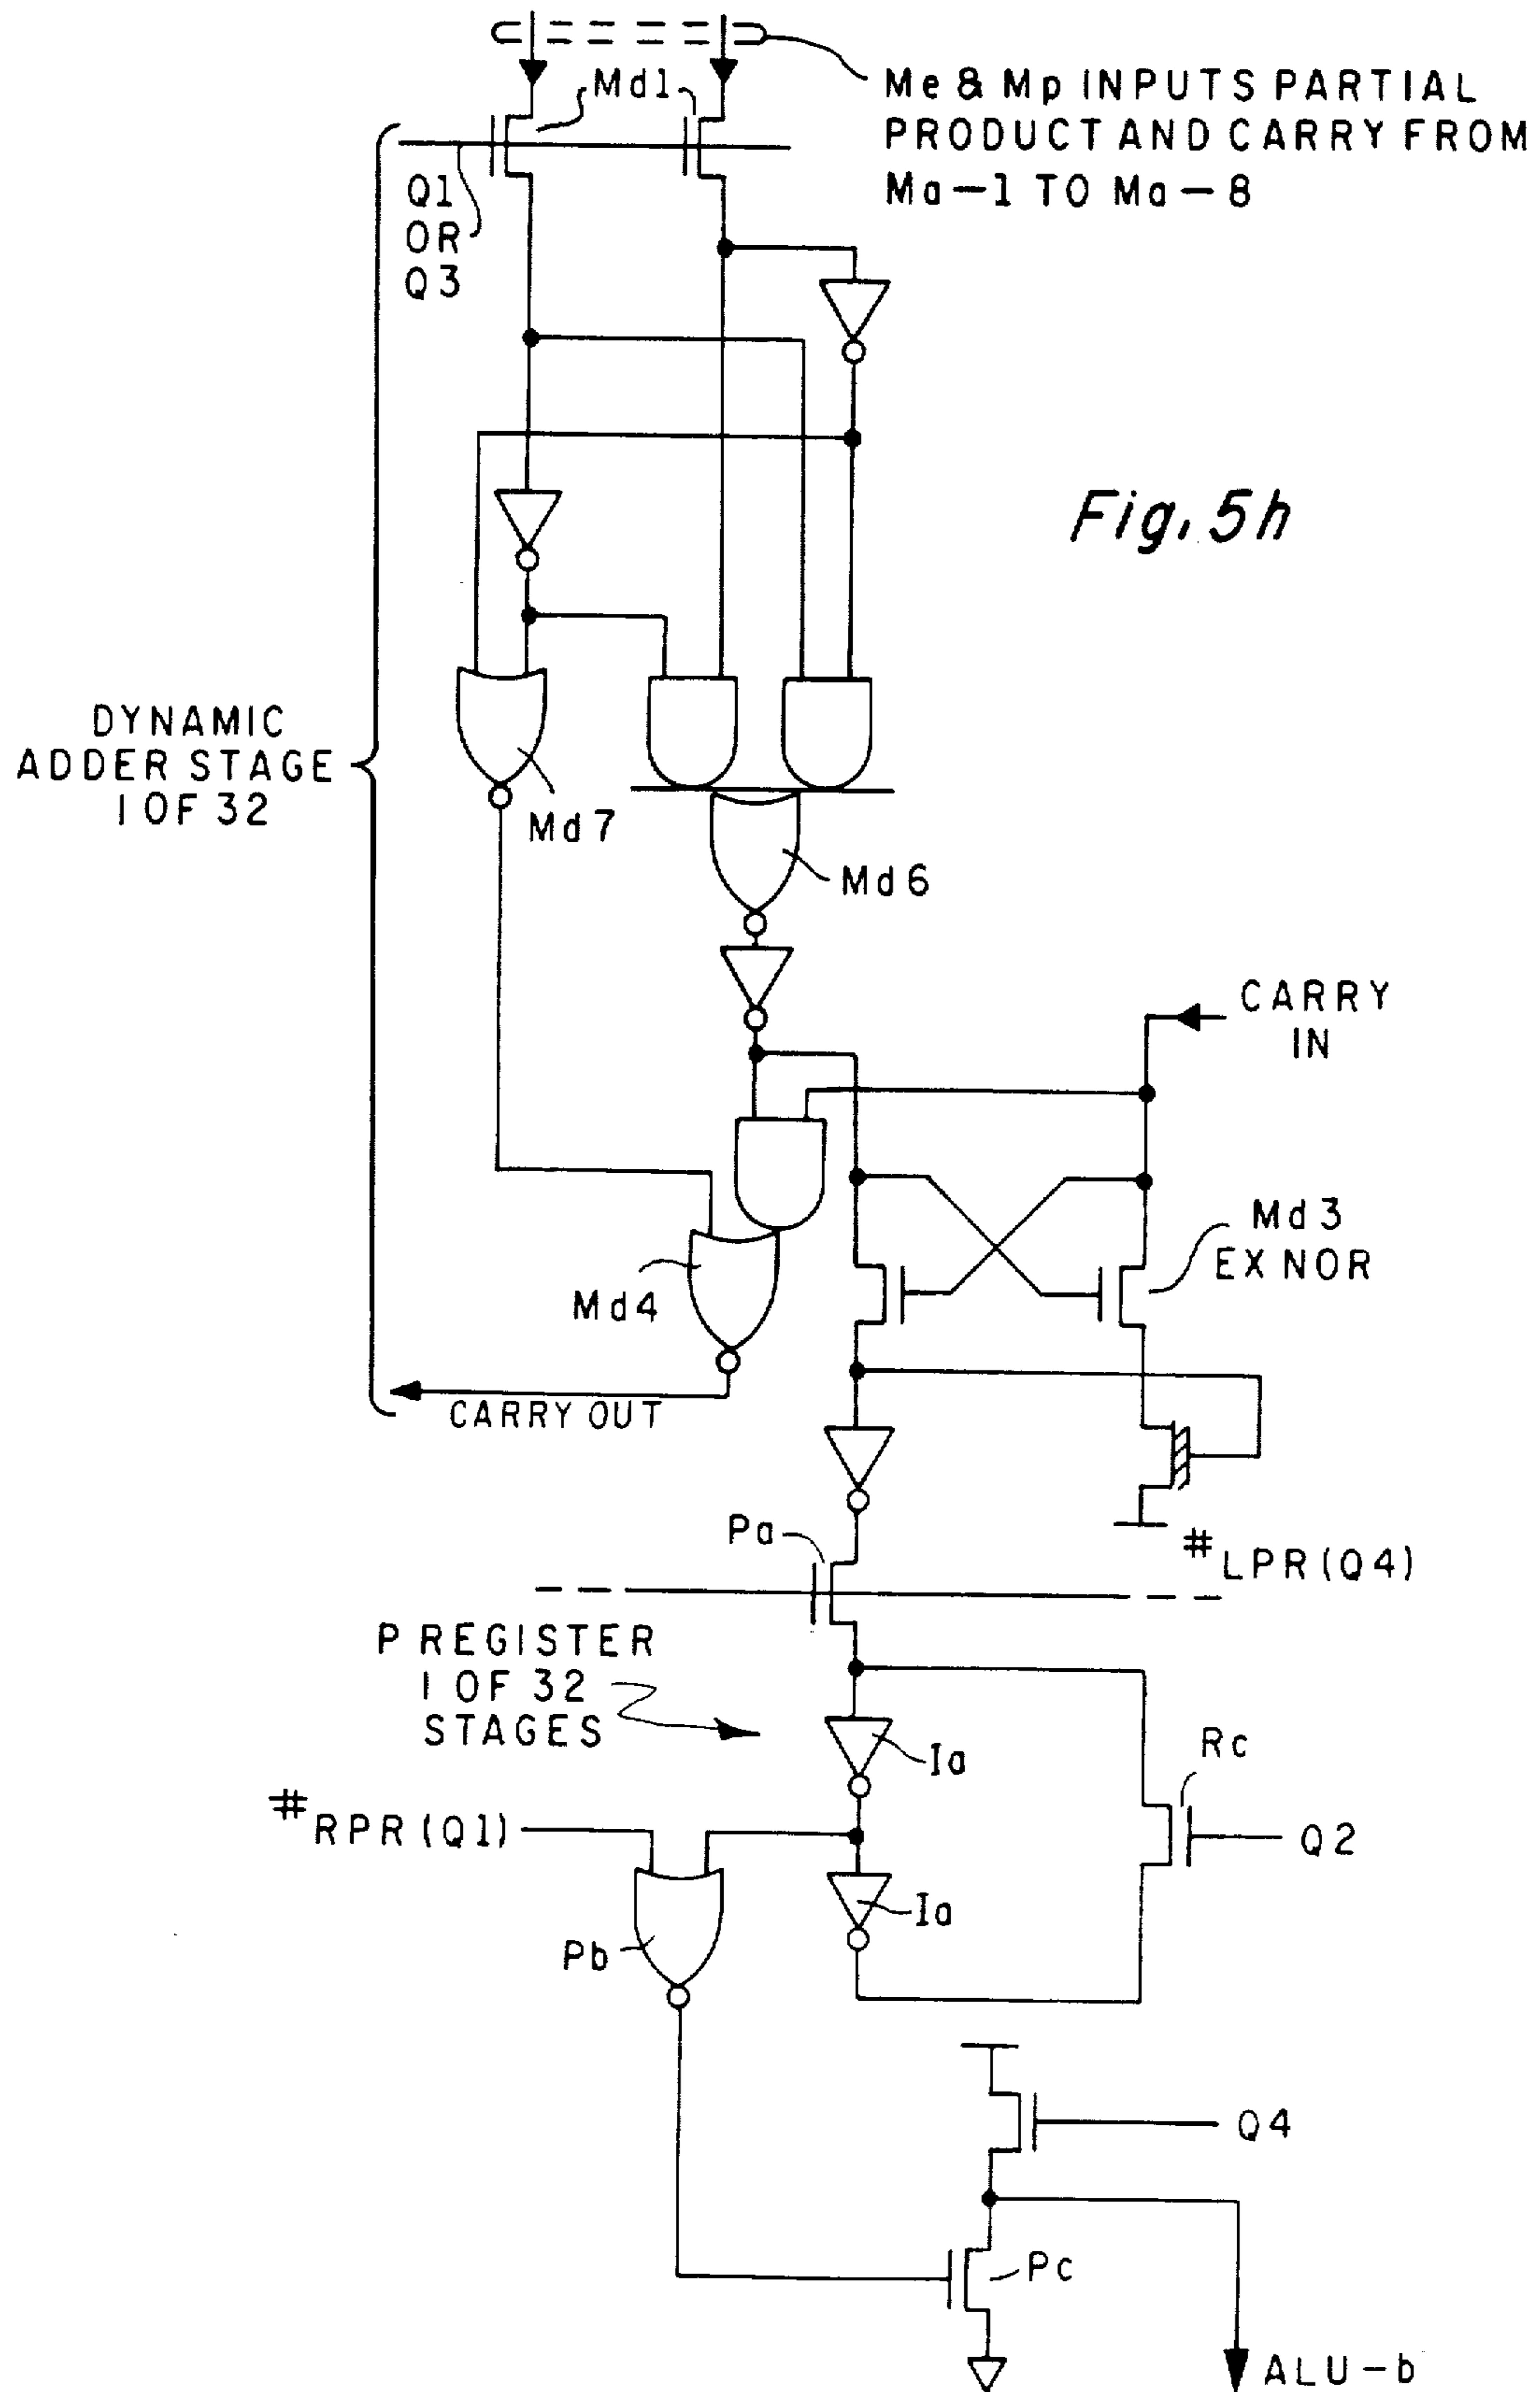 Md1
Me & Mp INPUTS PARTIAL
PRODUCT AND CARRY FROM
Ma-1 TO Ma-8
Q1
OR
Q3
Fig. 5h
DYNAMIC
ADDER STAGE
1 OF 32
Md7
Md6
CARRY
IN
Md3
EX NOR
Md4
CARRY OUT
Pa
#LPR(Q4)
P REGISTER
1 OF 32
STAGES
Ia
Rc
#RPR(Q1)
Q2
Ia
Pb
Q4
Pc
ALU-b